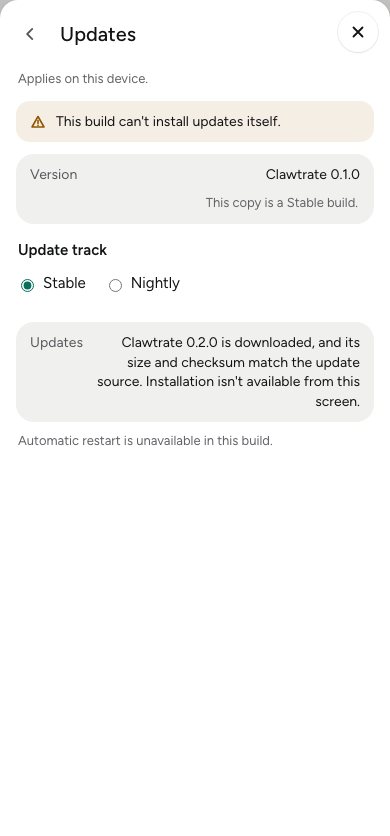 Updates
Applies on this device.
This build can't install updates itself.
Version
Clawtrate 0.1.0
This copy is a Stable build.
Update track
Stable
Nightly
Updates
Clawtrate 0.2.0 is downloaded, and its
size and checksum match the update
source. Installation isn't available from this
screen.
Automatic restart is unavailable in this build.